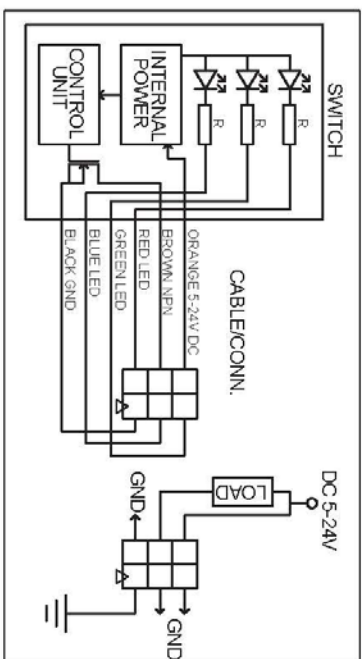 SWITCH
R
R
R
INTERNAL
POWER
CONTROL
UNIT
ORANGE 5-24V DC
BROWN NPN
RED LED
GREEN LED
BLUE LED
BLACK GND
CABLE/CONN.
DC 5-24V
LOAD
GND
GND